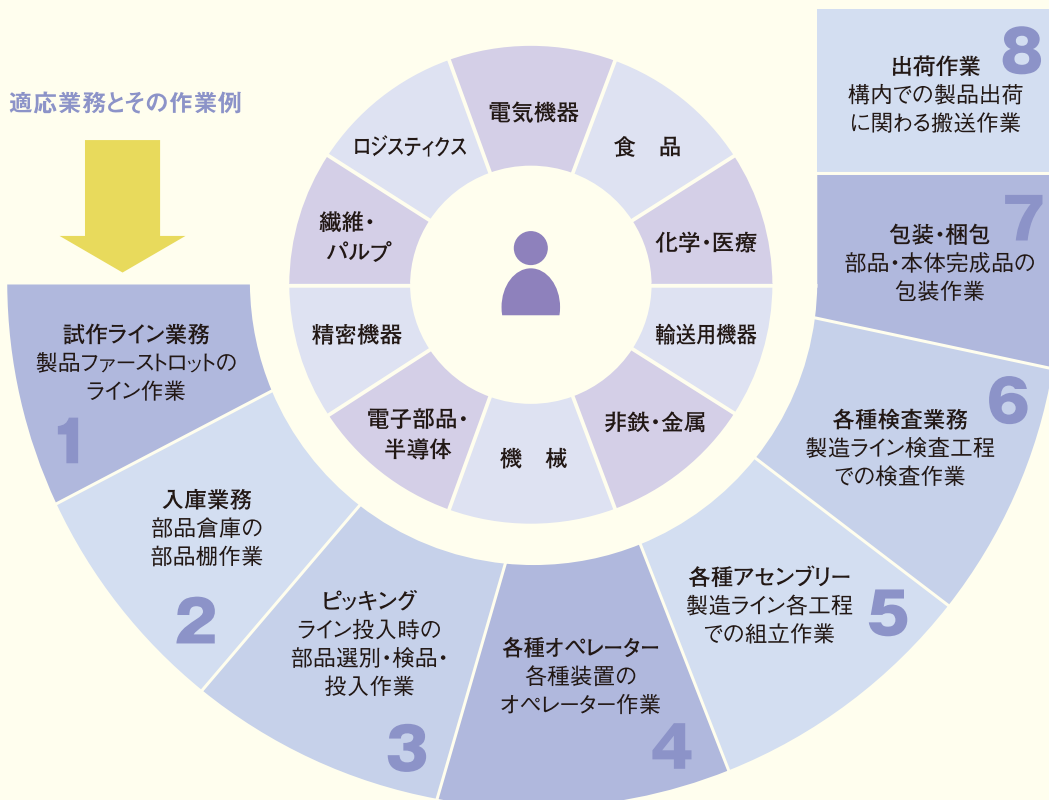 適応業務とその作業例
電気機器
食　品
化学・医療
輸送用機器
非鉄・金属
機　械
電子部品・
半導体
精密機器
繊維・
パルプ
ロジスティクス
試作ライン業務
製品ファーストロットの
ライン作業
1
入庫業務
部品倉庫の
部品棚作業
2
ピッキング
ライン投入時の
部品選別・検品・
投入作業
3
各種オペレーター
各種装置の
オペレーター作業
4
各種アセンブリー
製造ライン各工程
での組立作業
5
各種検査業務
製造ライン検査工程
での検査作業
6
包装・梱包
部品・本体完成品の
包装作業
7
出荷作業
構内での製品出荷
に関わる搬送作業
8